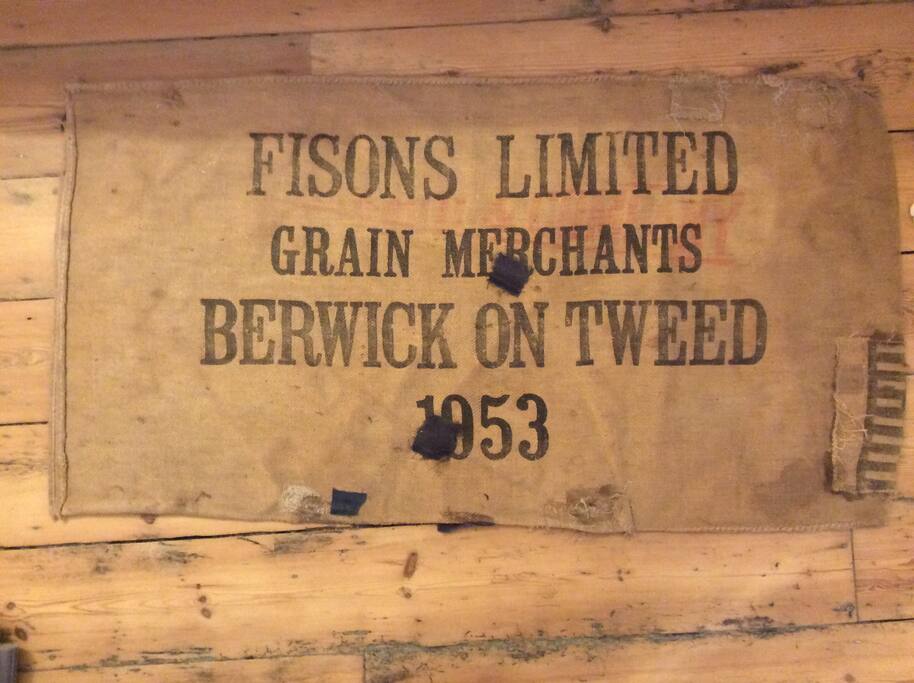 FISONS LIMITED
GRAIN MERCHANTS
BERWICK ON TWEED
1953